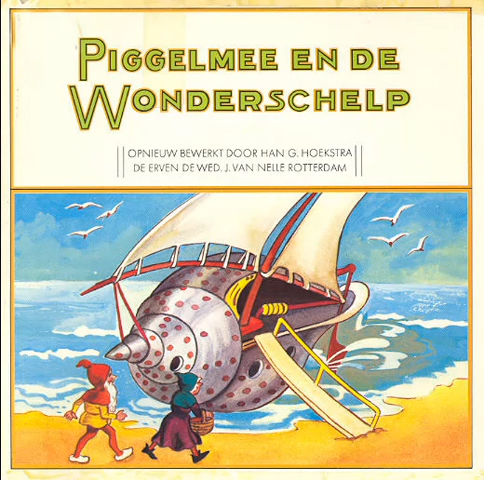 PIGGELMEE EN DE
WONDERSCHELP
OPNIEUW BEWERKT DOOR HAN G. HOEKSTRA
DE ERVEN DE WED. J. VAN NELLE ROTTERDAM